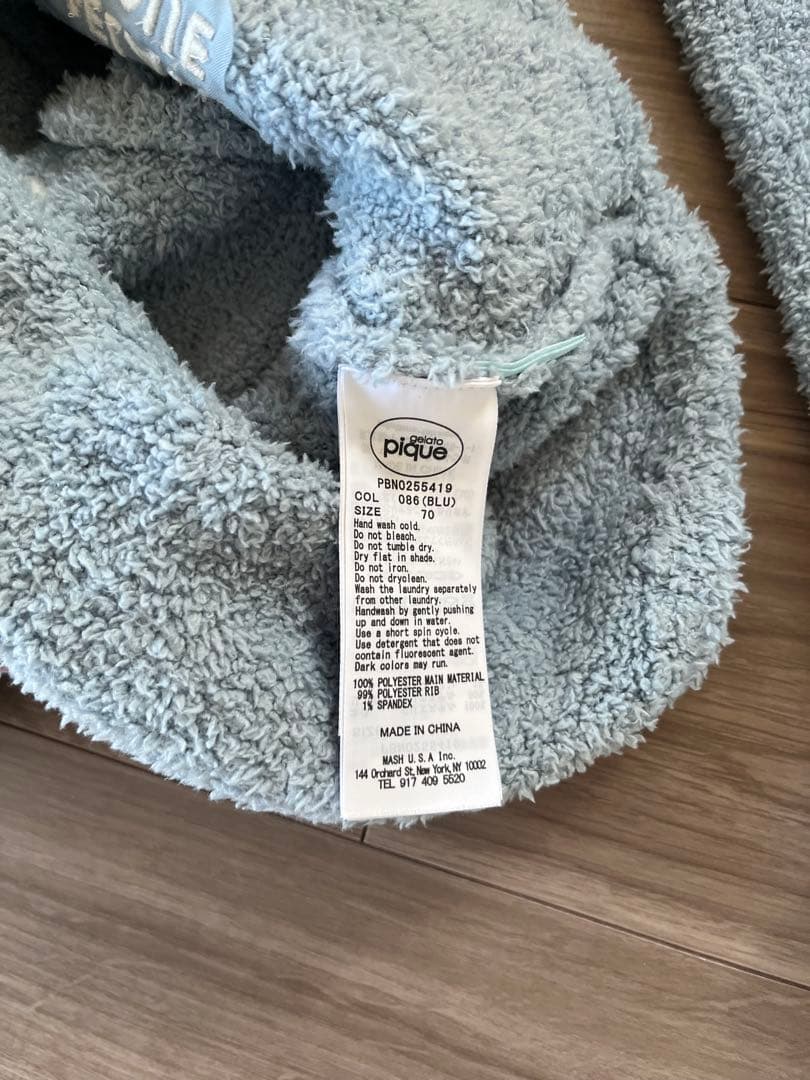 gelato
pique
PBNO255419
COL 086(BLU)
SIZE 70
Hand wash cold.
Do not bleach.
Do not tumble dry.
Dry flat in shade.
Do not iron.
Do not dryclean.
Wash the laundry separately
from other laundry.
Handwash by gently pushing
up and down in water.
Use a short spin cycle.
Use detergent that does not
contain fluorescent agent.
Dark colors may run.
100% POLYESTER MAIN MATERIAL
99% POLYESTER RIB
1% SPANDEX
MADE IN CHINA
MASH U.S.A Inc.
144 Orchard St, New York, NY 10002
TEL 917 409 5520